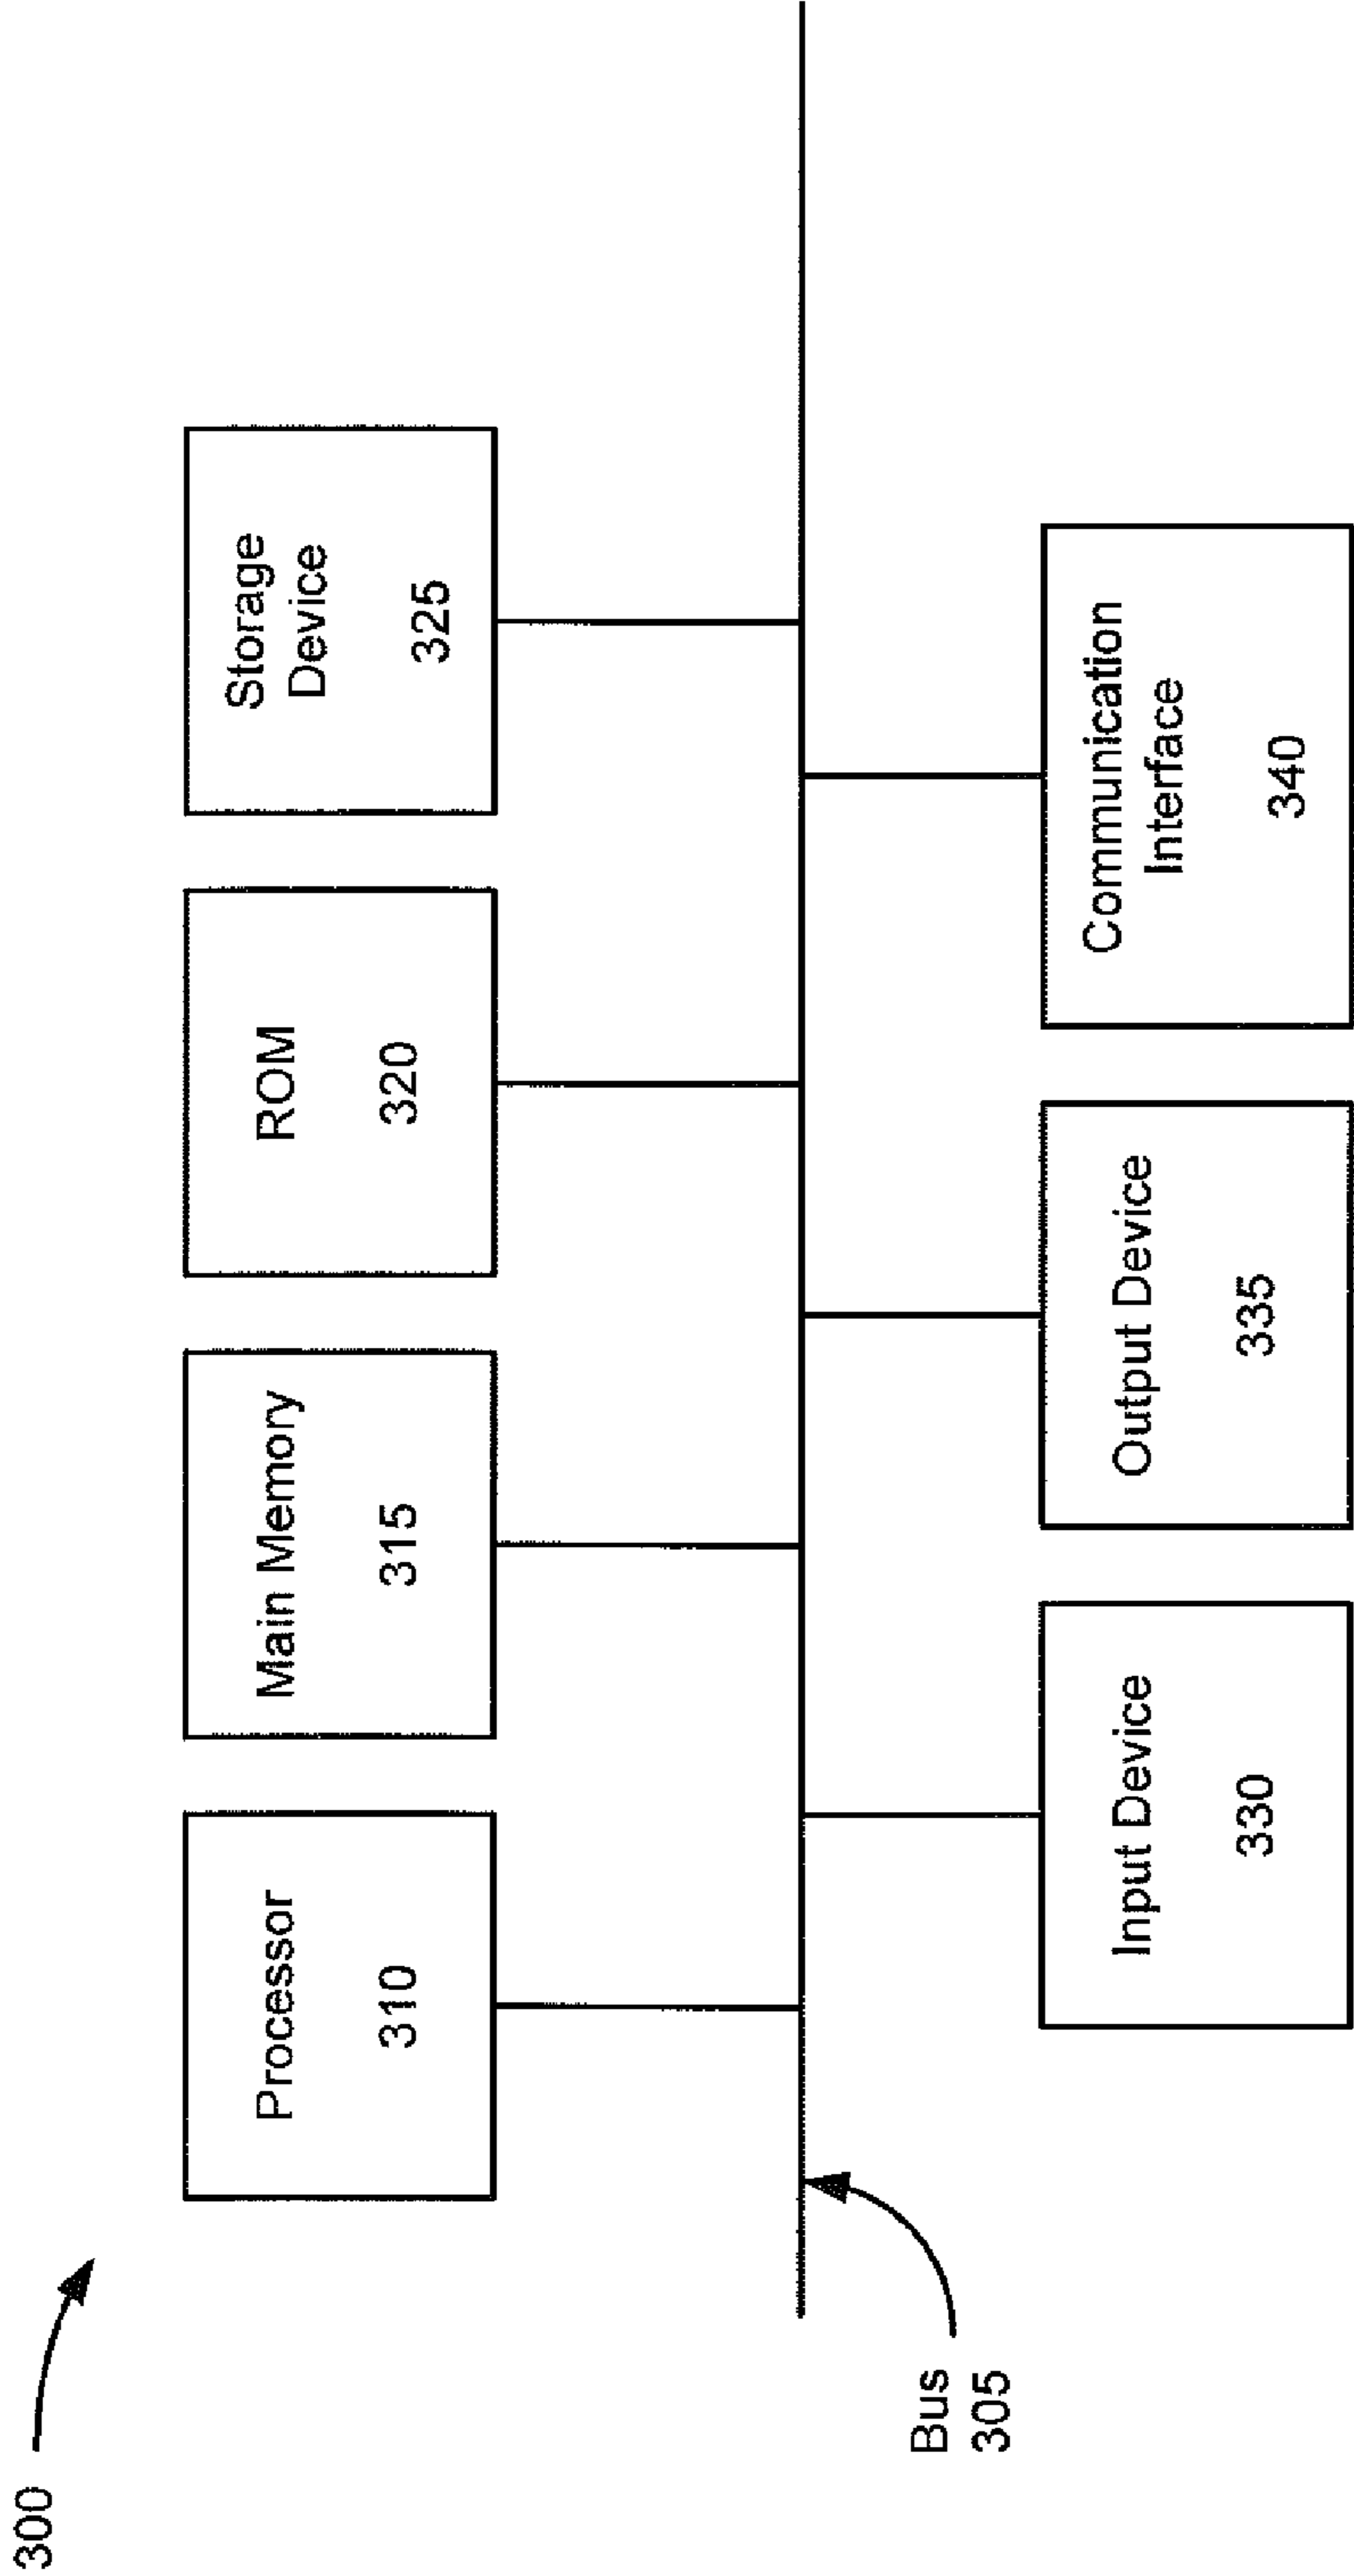 300
Processor
310
Main Memory
315
ROM
320
Storage
Device
325
Bus
305
Input Device
330
Output Device
335
Communication
Interface
340